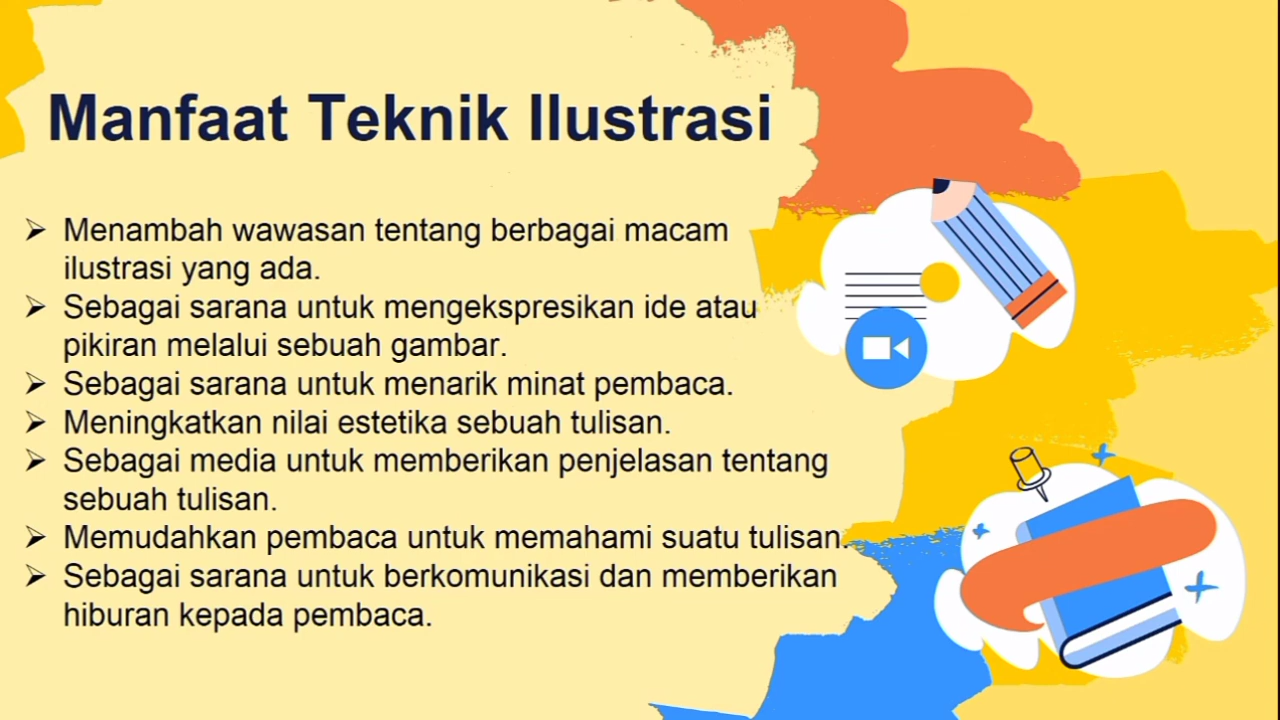 Manfaat Teknik Ilustrasi
➢ Menambah wawasan tentang berbagai macam
ilustrasi yang ada.
➢ Sebagai sarana untuk mengekspresikan ide atau
pikiran melalui sebuah gambar.
➢ Sebagai sarana untuk menarik minat pembaca.
➢ Meningkatkan nilai estetika sebuah tulisan.
➢ Sebagai media untuk memberikan penjelasan tentang
sebuah tulisan.
➢ Memudahkan pembaca untuk memahami suatu tulisan.
➢ Sebagai sarana untuk berkomunikasi dan memberikan
hiburan kepada pembaca.